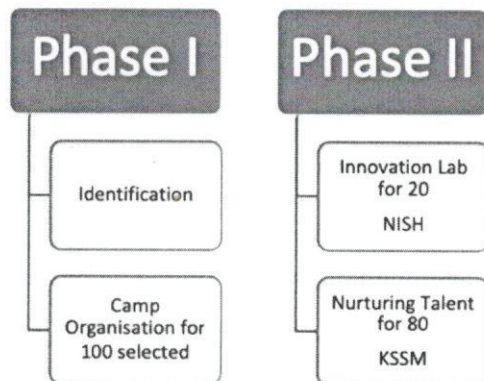 Phase I
Identification
Camp
Organisation for
100 selected
Phase II
Innovation Lab
for 20
NISH
Nurturing Talent
for 80
KSSM